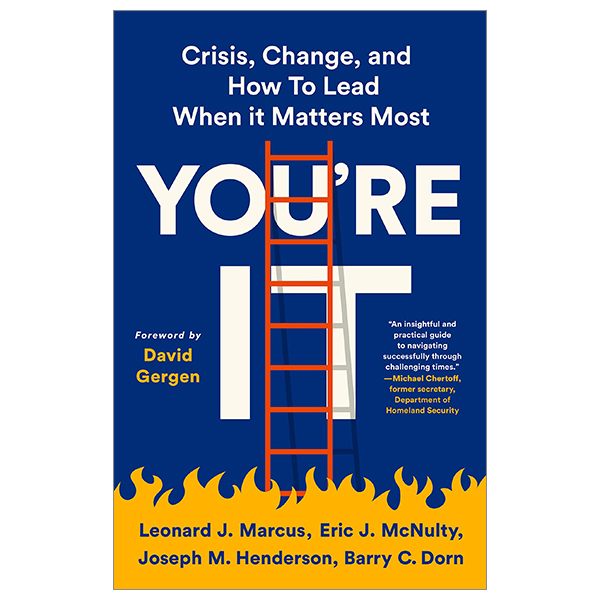 Crisis, Change, and
How To Lead
When it Matters Most
YOU'RE
IT
Foreword by
David
Gergen
"An insightful and
practical guide
to navigating
successfully through
challenging times."
—Michael Chertoff,
former secretary,
Department of
Homeland Security
Leonard J. Marcus, Eric J. McNulty,
Joseph M. Henderson, Barry C. Dorn